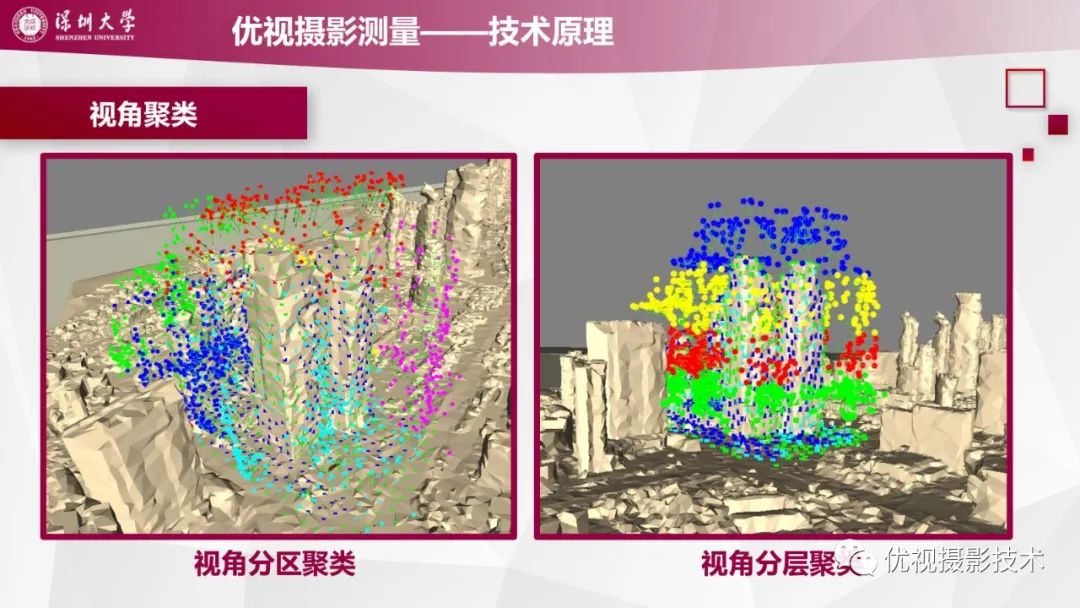 深圳大学
SHENZHEN UNIVERSITY
优视摄影测量——技术原理
视角聚类
视角分区聚类
视角分层聚类
优视摄影技术